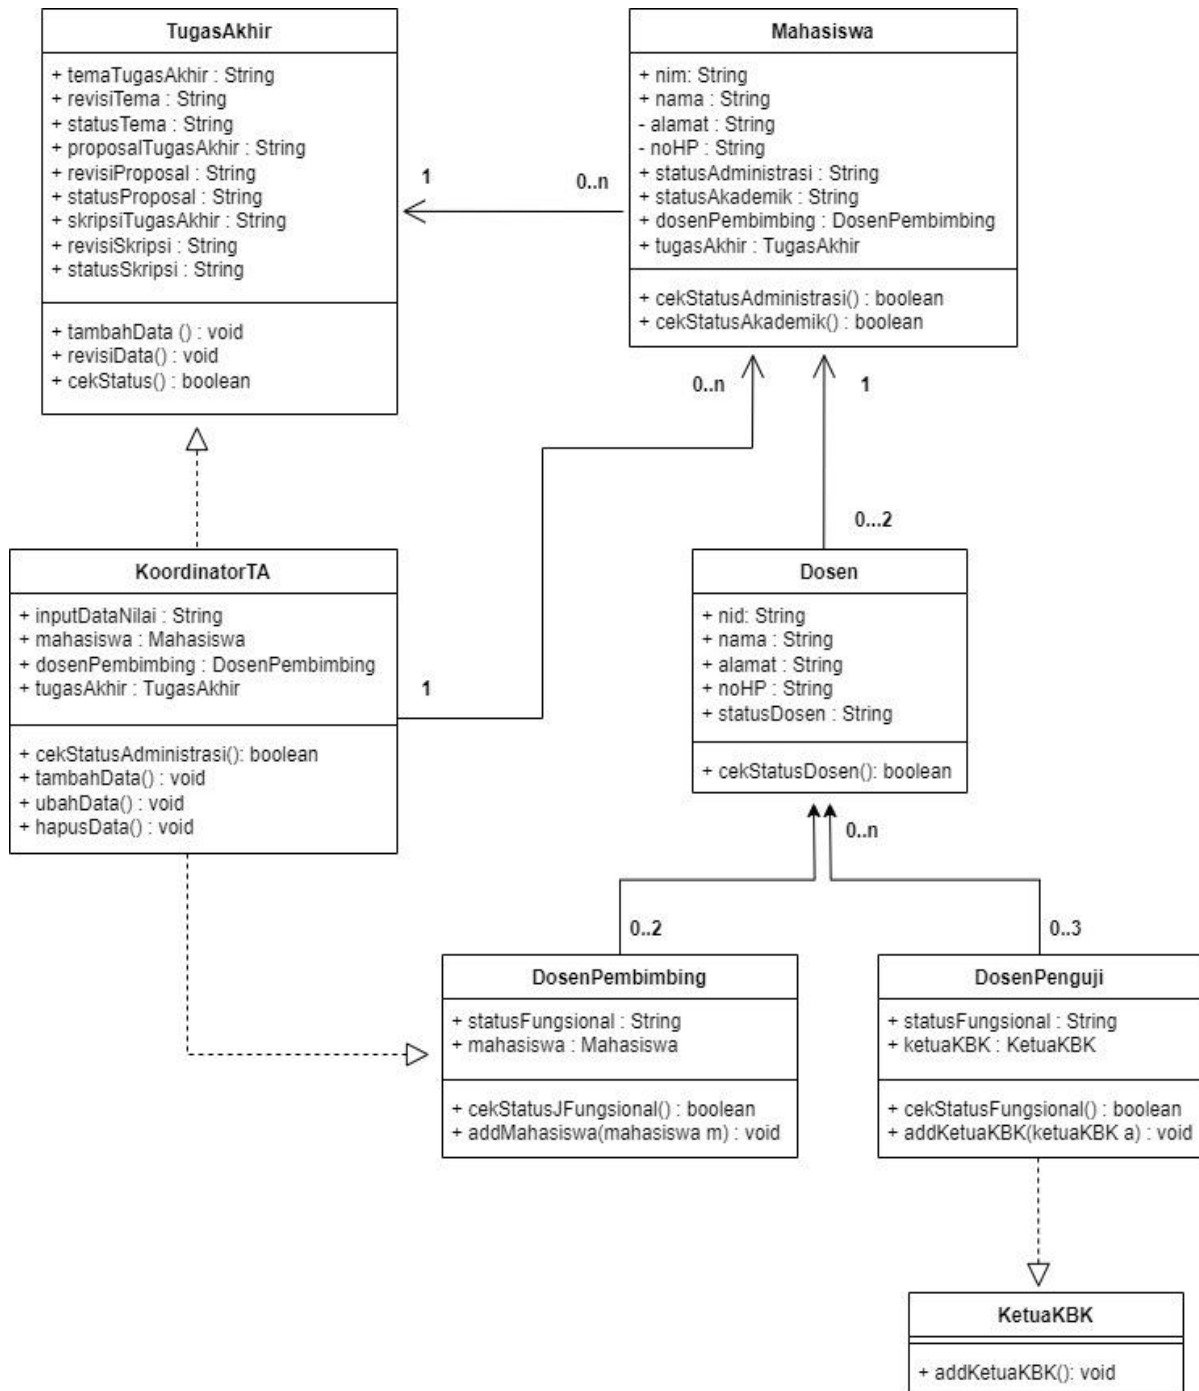 TugasAkhir
+ temaTugasAkhir : String
+ revisiTema : String
+ statusTema : String
+ proposalTugasAkhir : String
+ revisiProposal : String
+ statusProposal : String
+ skripsiTugasAkhir : String
+ revisiSkripsi : String
+ statusSkripsi : String
+ tambahData () : void
+ revisiData() : void
+ cekStatus() : boolean
1
0..n
Mahasiswa
+ nim: String
+ nama : String
- alamat : String
- noHP : String
+ statusAdministrasi : String
+ statusAkademik : String
+ dosenPembimbing : DosenPembimbing
+ tugasAkhir : TugasAkhir
+ cekStatusAdministrasi() : boolean
+ cekStatusAkademik() : boolean
0..n
1
0...2
KoordinatorTA
+ inputDataNilai : String
+ mahasiswa : Mahasiswa
+ dosenPembimbing : DosenPembimbing
+ tugasAkhir : TugasAkhir
+ cekStatusAdministrasi(): boolean
+ tambahData() : void
+ ubahData() : void
+ hapusData() : void
1
Dosen
+ nid: String
+ nama : String
+ alamat : String
+ noHP : String
+ statusDosen : String
+ cekStatusDosen(): boolean
0..n
0..2
0..3
DosenPembimbing
+ statusFungsional : String
+ mahasiswa : Mahasiswa
+ cekStatusJFungsional() : boolean
+ addMahasiswa(mahasiswa m) : void
DosenPenguji
+ statusFungsional : String
+ ketuaKBK : KetuaKBK
+ cekStatusFungsional() : boolean
+ addKetuaKBK(ketuaKBK a) : void
KetuaKBK
+ addKetuaKBK(): void